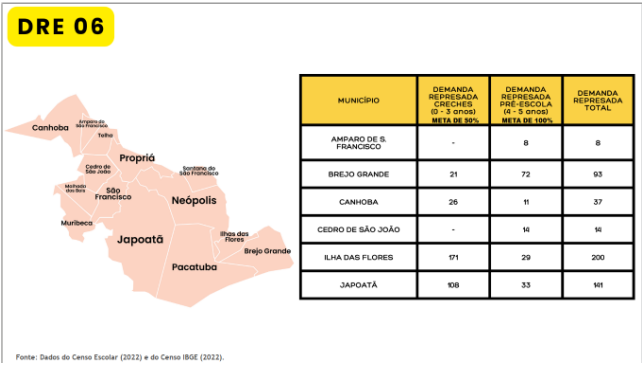 DRE 06
Canhoba
Amparo do
São Francisco
Telha
Propriá
Cedro de
São João
Santana do
São Francisco
Malhada
dos Bois
São
Francisco
Neópolis
Muribeca
Japoatã
Ilhas das
Flores
Brejo Grande
Pacatuba
MUNICÍPIO
DEMANDA
REPRESADA
CRECHES
(0 - 3 anos)
META DE 50%
DEMANDA
REPRESADA
PRÉ-ESCOLA
(4 - 5 anos)
META DE 100%
DEMANDA
REPRESADA
TOTAL
AMPARO DE S.
FRANCISCO
- 8 8
BREJO GRANDE 21 72 93
CANHOBA 26 11 37
CEDRO DE SÃO JOÃO - 14 14
ILHA DAS FLORES 171 29 200
JAPOATÃ 108 33 141
Fonte: Dados do Censo Escolar (2022) e do Censo IBGE (2022).